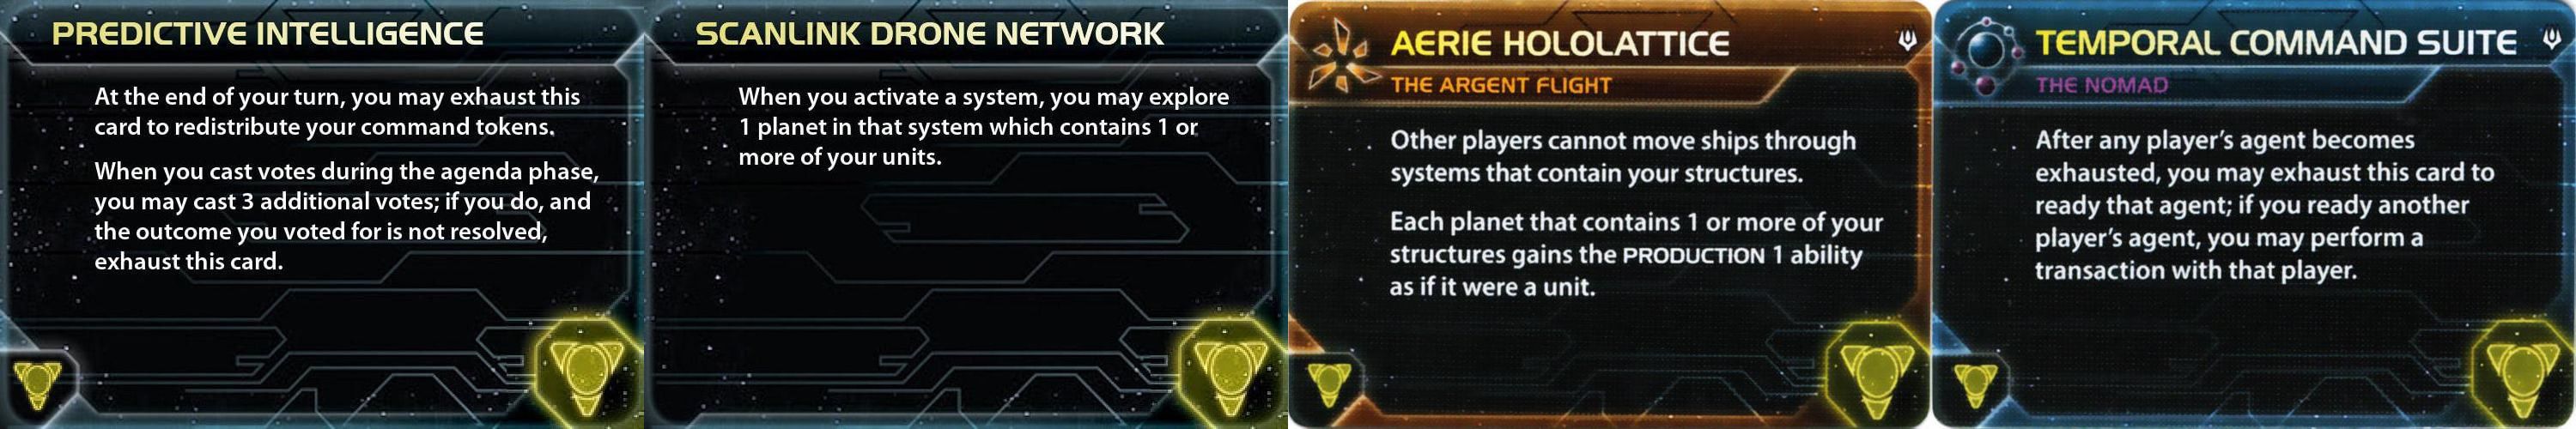 PREDICTIVE INTELLIGENCE
At the end of your turn, you may exhaust this
card to redistribute your command tokens.
When you cast votes during the agenda phase,
you may cast 3 additional votes; if you do, and
the outcome you voted for is not resolved,
exhaust this card.
SCANLINK DRONE NETWORK
When you activate a system, you may explore
1 planet in that system which contains 1 or
more of your units.
AERIE HOLOLATTICE
THE ARGENT FLIGHT
Other players cannot move ships through
systems that contain your structures.
Each planet that contains 1 or more of your
structures gains the PRODUCTION 1 ability
as if it were a unit.
TEMPORAL COMMAND SUITE
THE NOMAD
After any player's agent becomes
exhausted, you may exhaust this card to
ready that agent; if you ready another
player's agent, you may perform a
transaction with that player.